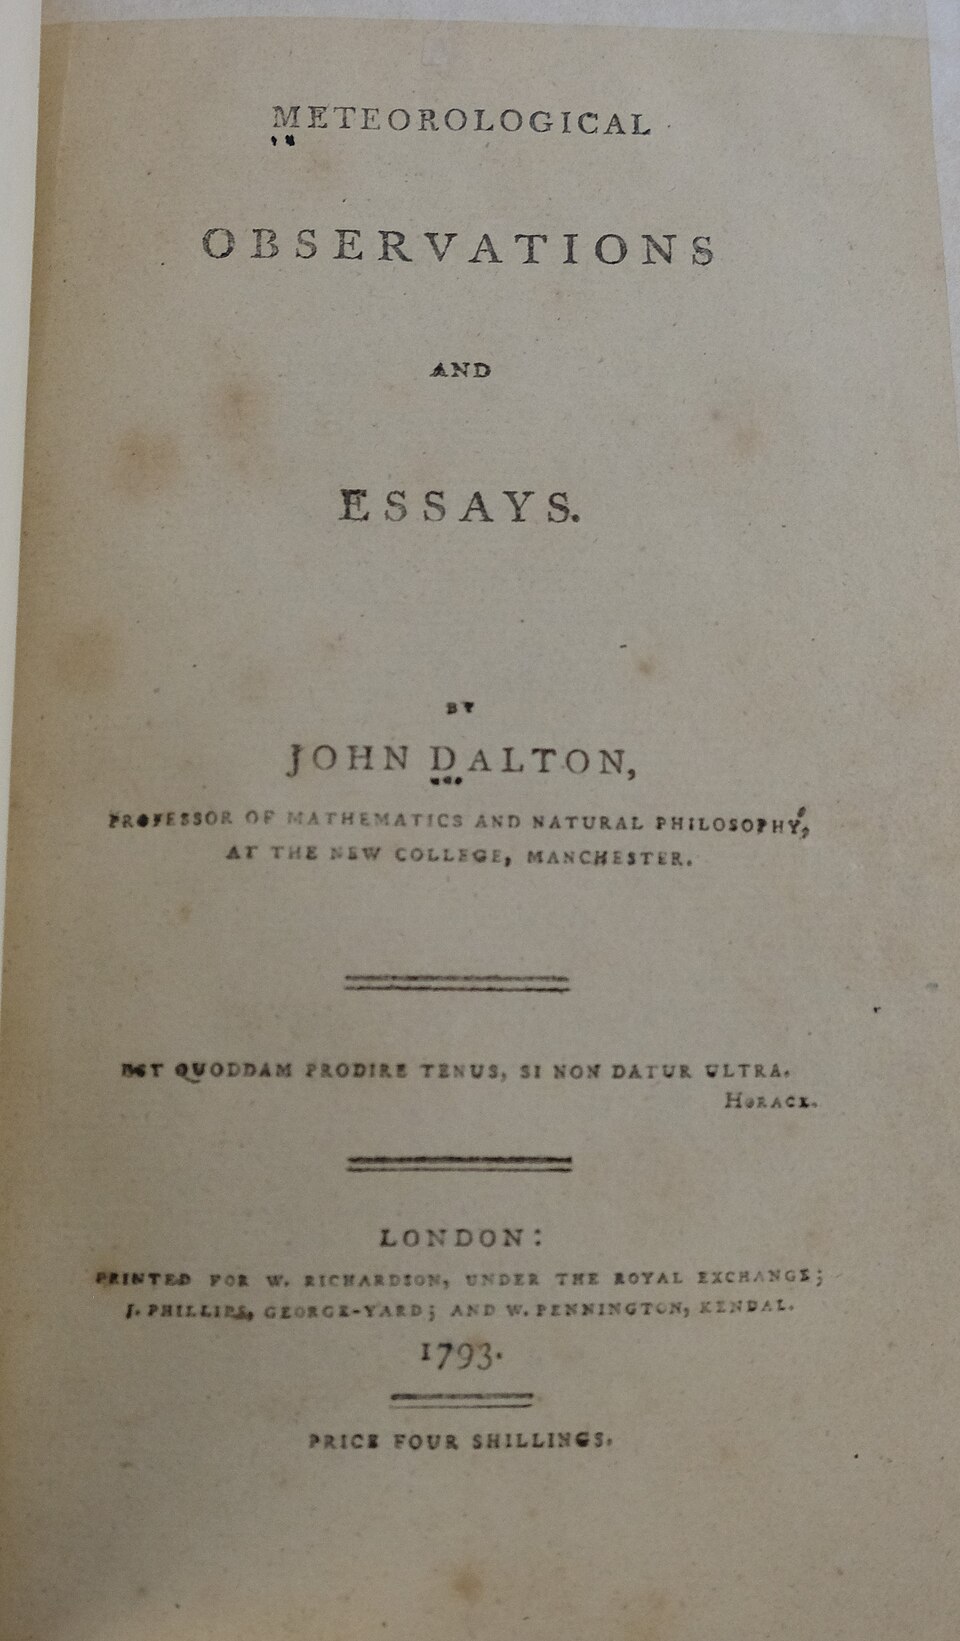 METEOROLOGICAL
OBSERVATIONS
AND
ESSAYS.
BY
JOHN DALTON,
PROFESSOR OF MATHEMATICS AND NATURAL PHILOSOPHY,
AT THE NEW COLLEGE, MANCHESTER.
EST QUODDAM PRODIRE TENUS, SI NON DATUR ULTRA.
HORACE.
LONDON:
PRINTED FOR W. RICHARDSON, UNDER THE ROYAL EXCHANGE;
J. PHILLIPS, GEORGE-YARD; AND W. PENNINGTON, KENDAL.
1793.
PRICE FOUR SHILLINGS.